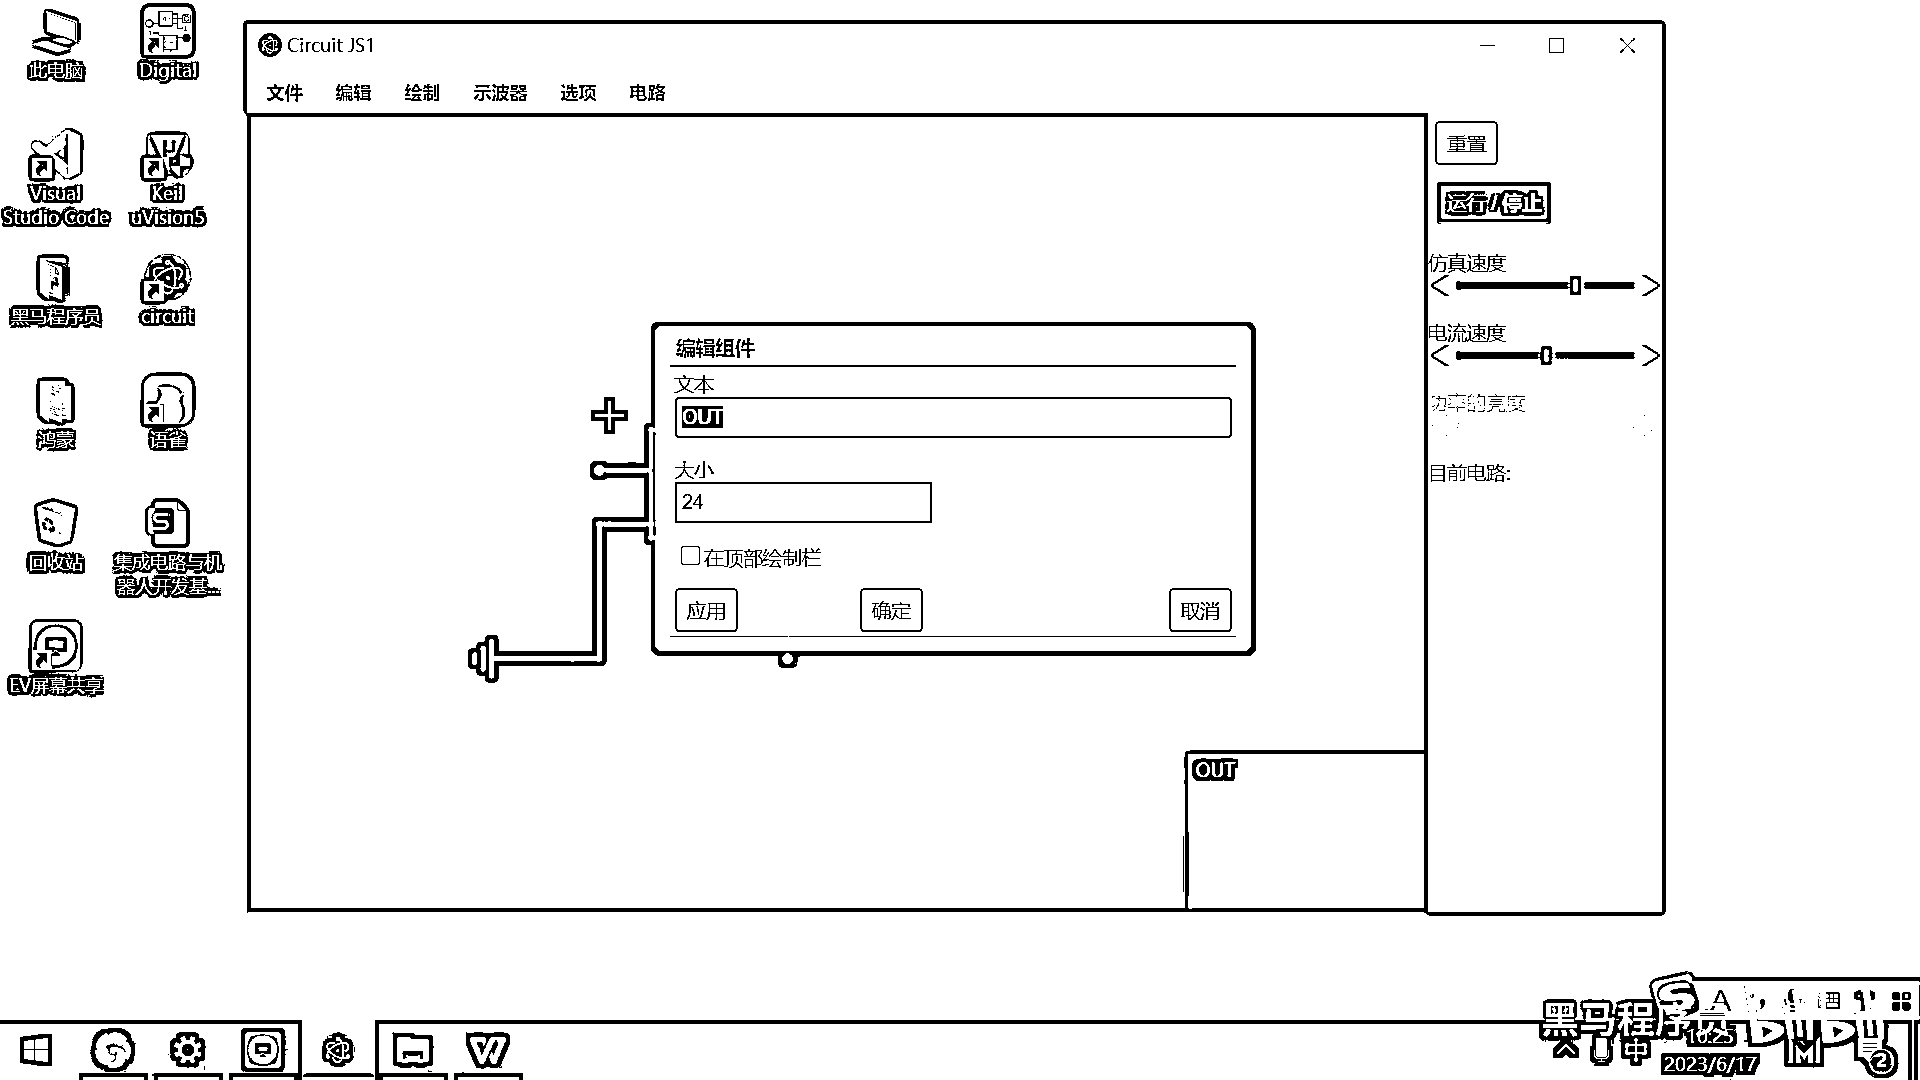 此电脑
Digital
Visual
Studio Code
Keil
uVision5
黑马程序员
circuit
鸿蒙
语雀
回收站
集成电路与机
器人开发基...
EV屏幕共享
Circuit JS1
文件 编辑 绘制 示波器 选项 电路
重置
运行/停止
仿真速度
电流速度
功率的亮度
目前电路:
编辑组件
文本
OUT
大小
24
在顶部绘制栏
应用 确定 取消
OUT
黑马程序员
A
中
10:25
2023/6/17
2